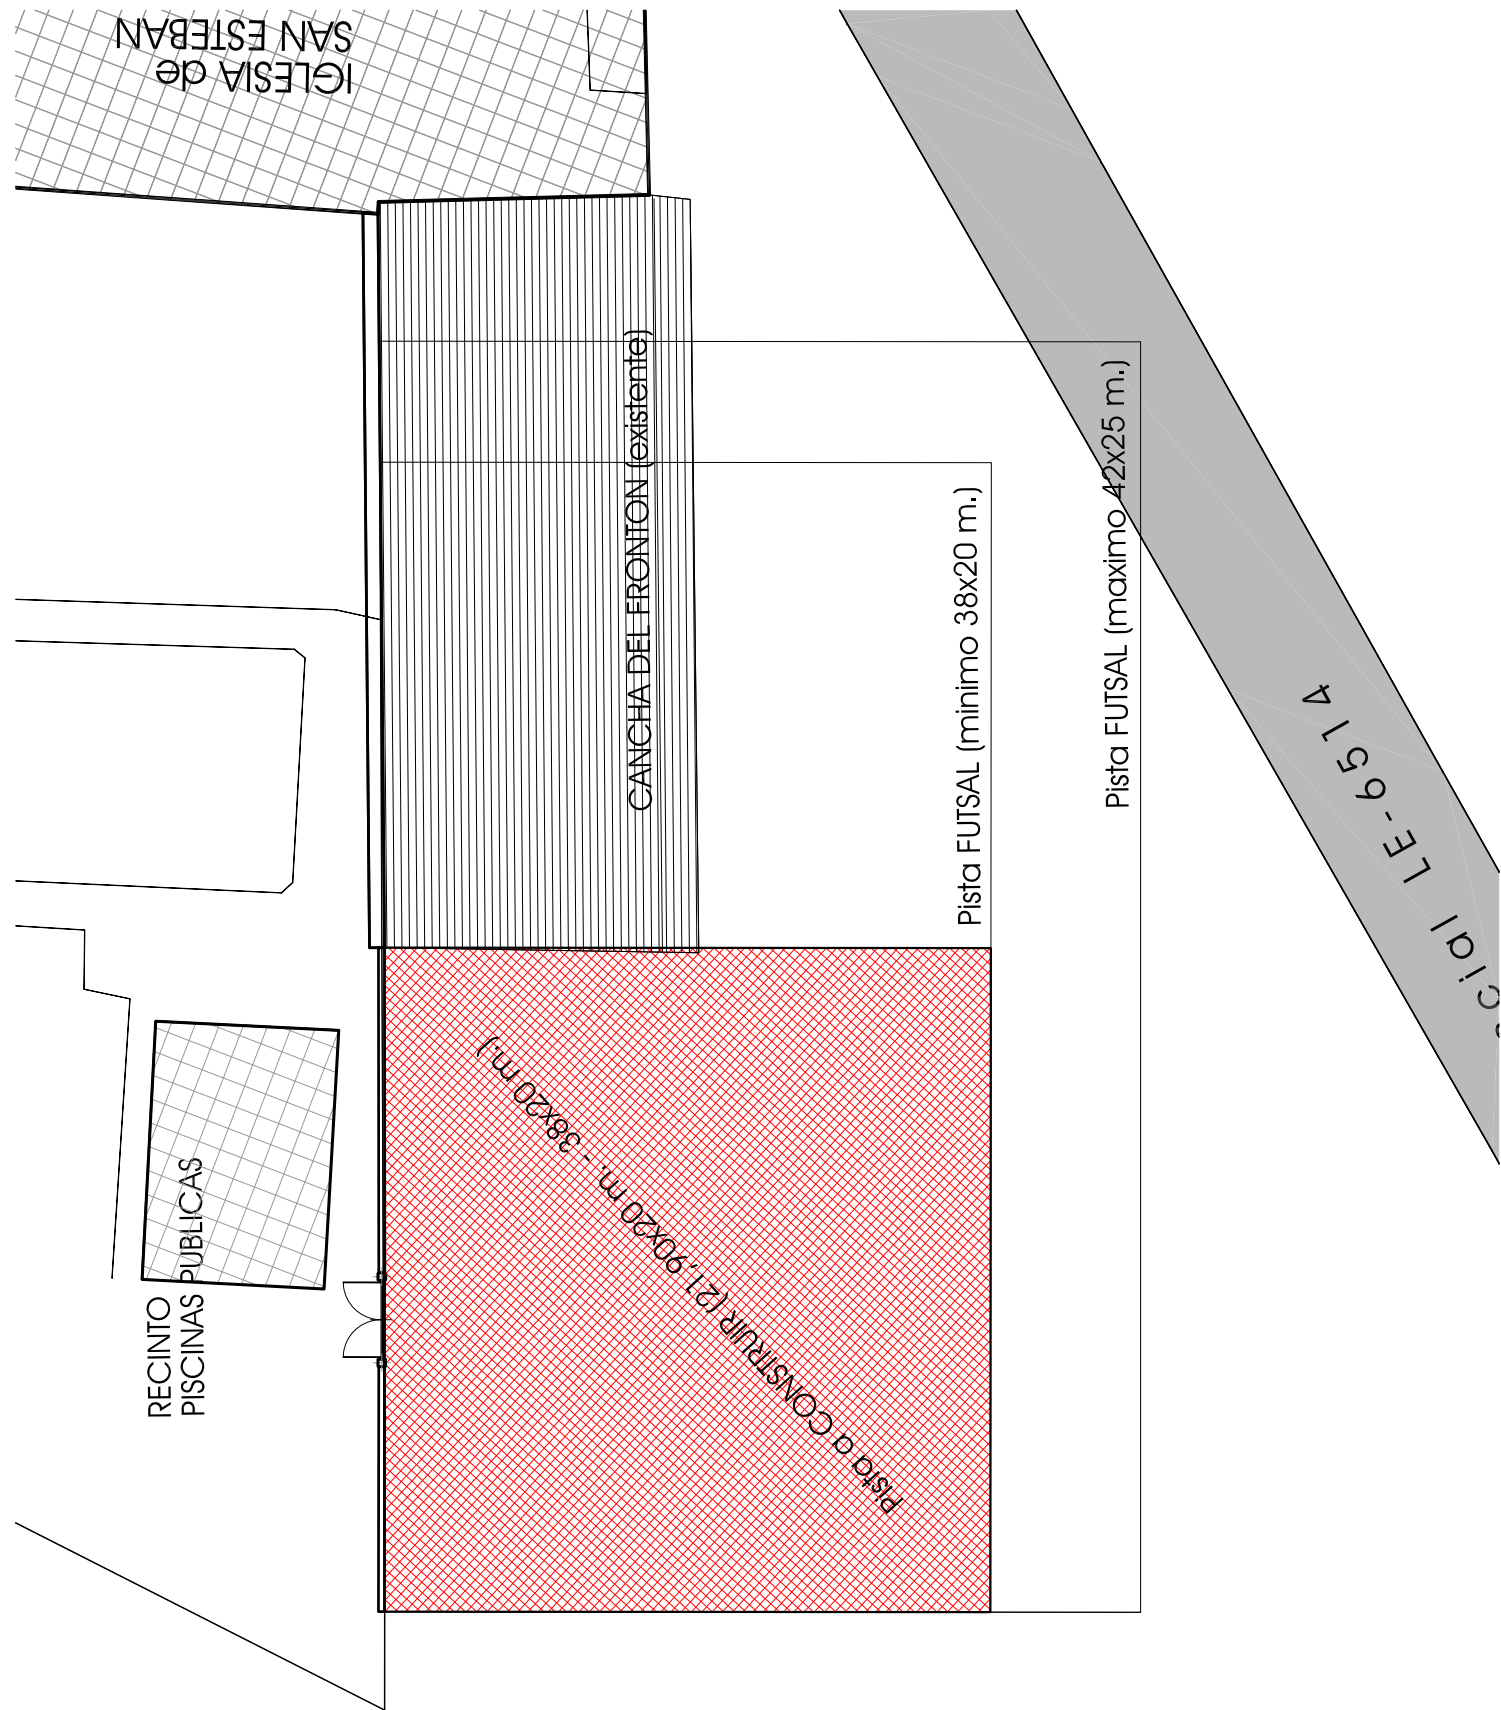 IGLESIA de
SAN ESTEBAN
CANCHA DEL FRONTON (existente)
Pista FUTSAL (minimo 38x20 m.)
Pista FUTSAL (maximo 42x25 m.)
LE-6514
RECINTO
PISCINAS PUBLICAS
Pista a CONSTRUIR (21,90x20 m. - 38x20 m.)